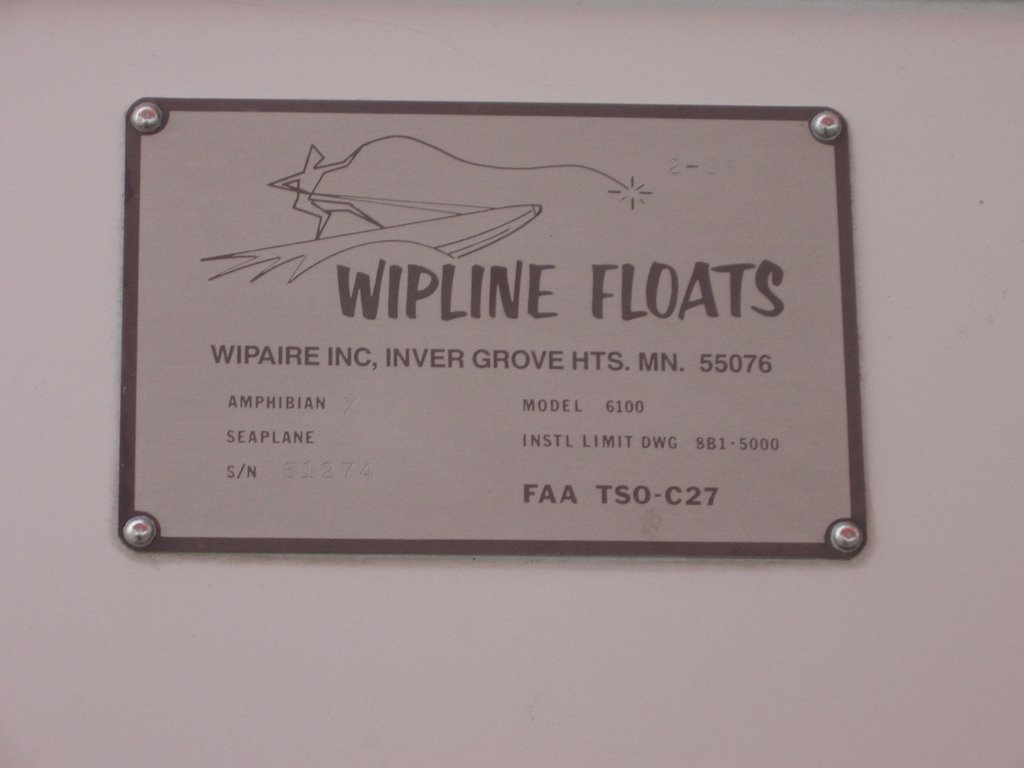 WIPLINE FLOATS
WIPAIRE INC, INVER GROVE HTS. MN. 55076
AMPHIBIAN X
MODEL 6100
SEAPLANE
INSTL LIMIT DWG 8B1-5000
S/N 61274
FAA TSO-C27